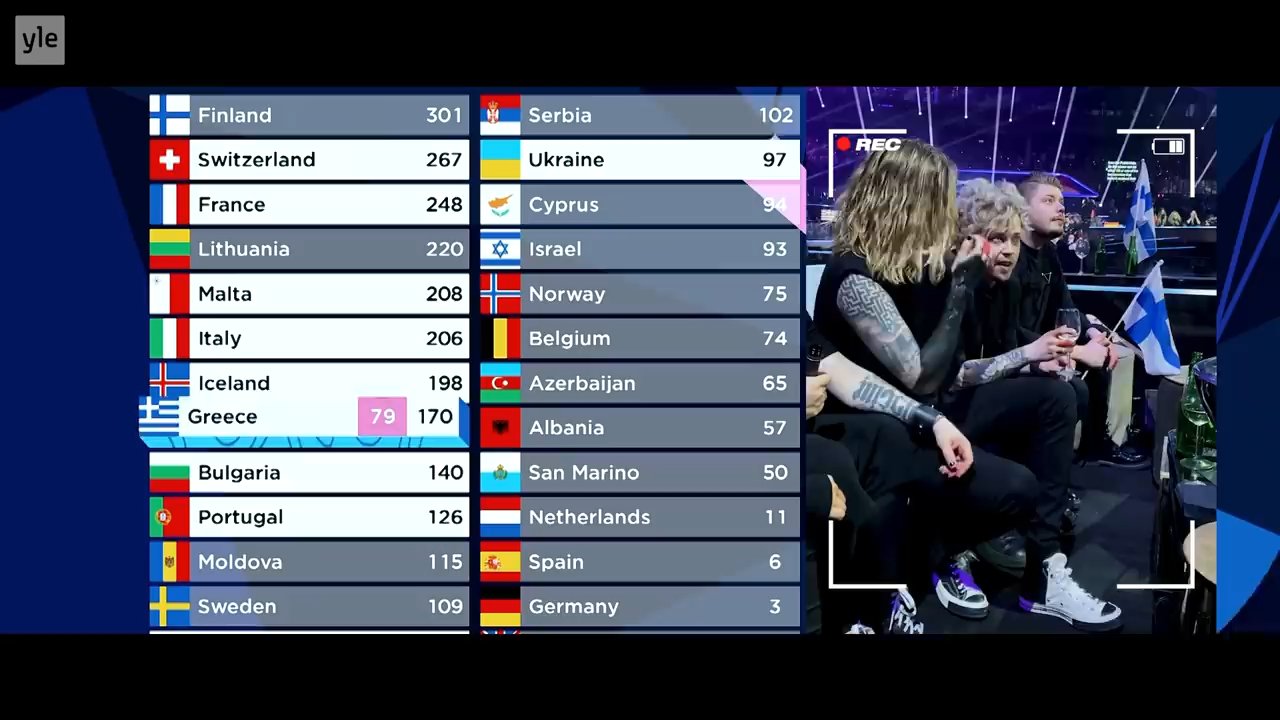 yle
Finland 301
Switzerland 267
France 248
Lithuania 220
Malta 208
Italy 206
Iceland 198
Greece 79 170
Bulgaria 140
Portugal 126
Moldova 115
Sweden 109
Serbia 102
Ukraine 97
Cyprus 94
Israel 93
Norway 75
Belgium 74
Azerbaijan 65
Albania 57
San Marino 50
Netherlands 11
Spain 6
Germany 3
REC